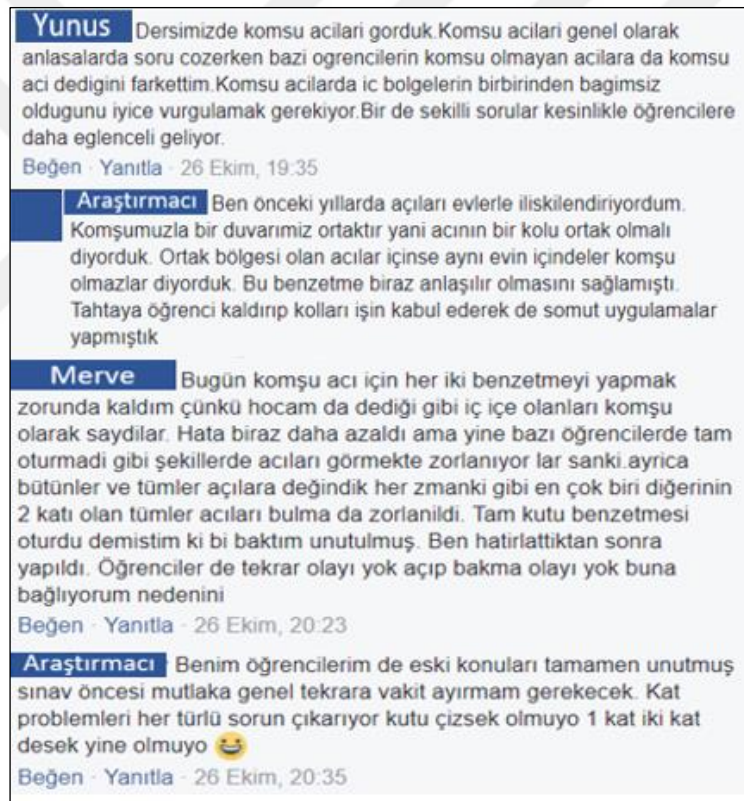 Yunus Dersimizde komsu acilari gorduk.Komsu acilari genel olarak
anlasalarda soru cozerken bazi ogrencilerin komsu olmayan acilara da komsu
aci dedigini farkettim.Komsu acilarda ic bolgelerin birbirinden bagimsiz
oldugunu iyice vurgulamak gerekiyor.Bir de sekilli sorular kesinlikle öğrencilere
daha eglenceli geliyor.
Beğen · Yanıtla · 26 Ekim, 19:35
Araştırmacı Ben önceki yıllarda açıları evlerle iliskilendiriyordum.
Komşumuzla bir duvarımiz ortaktır yani acının bir kolu ortak olmalı
diyorduk. Ortak bölgesi olan acılar içinse aynı evin içindeler komşu
olmazlar diyorduk. Bu benzetme biraz anlaşılır olmasını sağlamıştı.
Tahtaya öğrenci kaldırıp kolları işin kabul ederek de somut uygulamalar
yapmıştık
Merve Bugün komşu acı için her iki benzetmeyi yapmak
zorunda kaldım çünkü hocam da dediği gibi iç içe olanları komşu
olarak saydilar. Hata biraz daha azaldı ama yine bazı öğrencilerde tam
oturmadi gibi şekillerde acıları görmekte zorlanıyor lar sanki.ayrica
bütünler ve tümler açılara değindik her zmanki gibi en çok biri diğerinin
2 katı olan tümler acıları bulma da zorlanildi. Tam kutu benzetmesi
oturdu demistim ki bi baktım unutulmuş. Ben hatirlattiktan sonra
yapıldı. Öğrenciler de tekrar olayı yok açıp bakma olayı yok buna
bağlıyorum nedenini
Beğen · Yanıtla · 26 Ekim, 20:23
Araştırmacı Benim öğrencilerim de eski konuları tamamen unutmuş
sınav öncesi mutlaka genel tekrara vakit ayırmam gerekecek. Kat
problemleri her türlü sorun çıkarıyor kutu çizsek olmuyo 1 kat iki kat
desek yine olmuyo 😀
Beğen · Yanıtla · 26 Ekim, 20:35